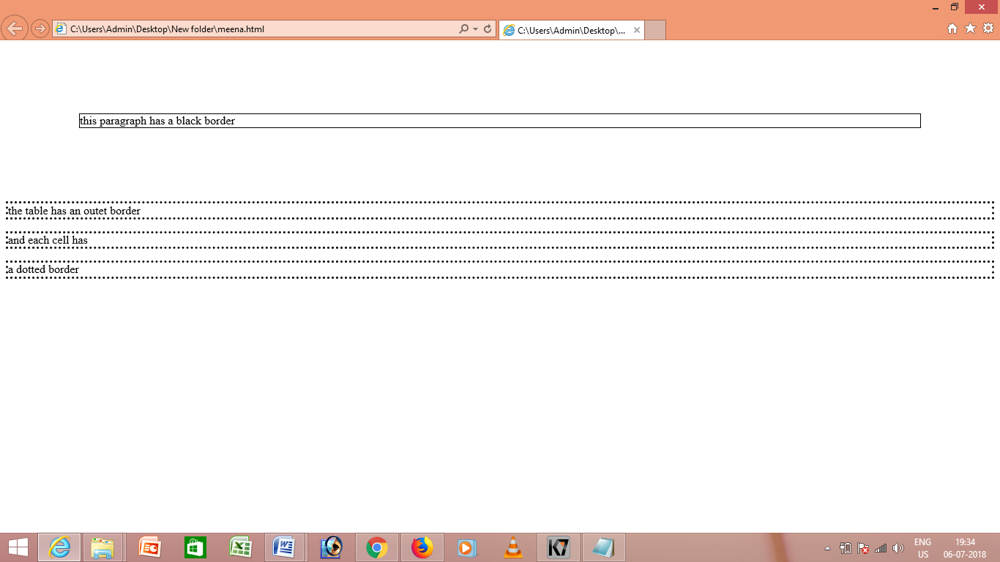 C:\Users\Admin\Desktop\New folder\meena.html
C:\Users\Admin\Desktop\...
this paragraph has a black border
the table has an outet border
and each cell has
a dotted border
K7
ENG
US
19:34
06-07-2018